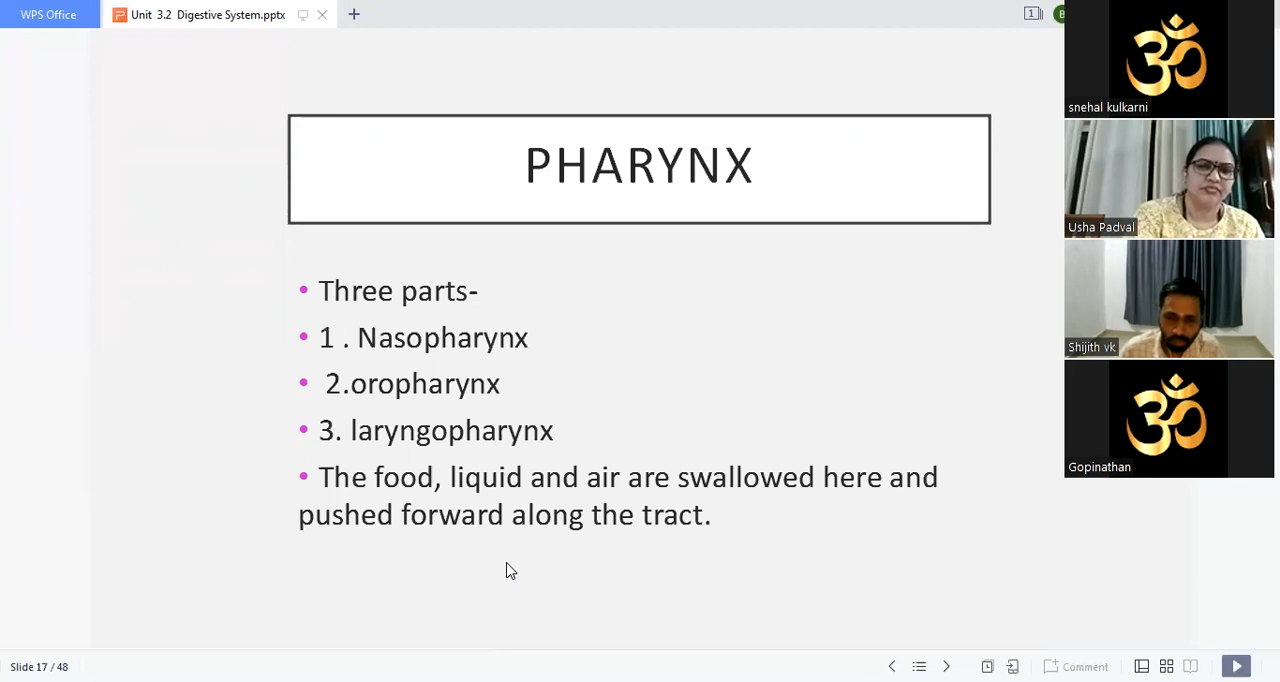 WPS Office
Unit 3.2 Digestive System.pptx
1
B
PHARYNX
• Three parts-
• 1 . Nasopharynx
• 2.oropharynx
• 3. laryngopharynx
• The food, liquid and air are swallowed here and
pushed forward along the tract.
snehal kulkarni
Usha Padval
Shijith vk
Gopinathan
ॐ
ॐ
Slide 17 / 48
Comment